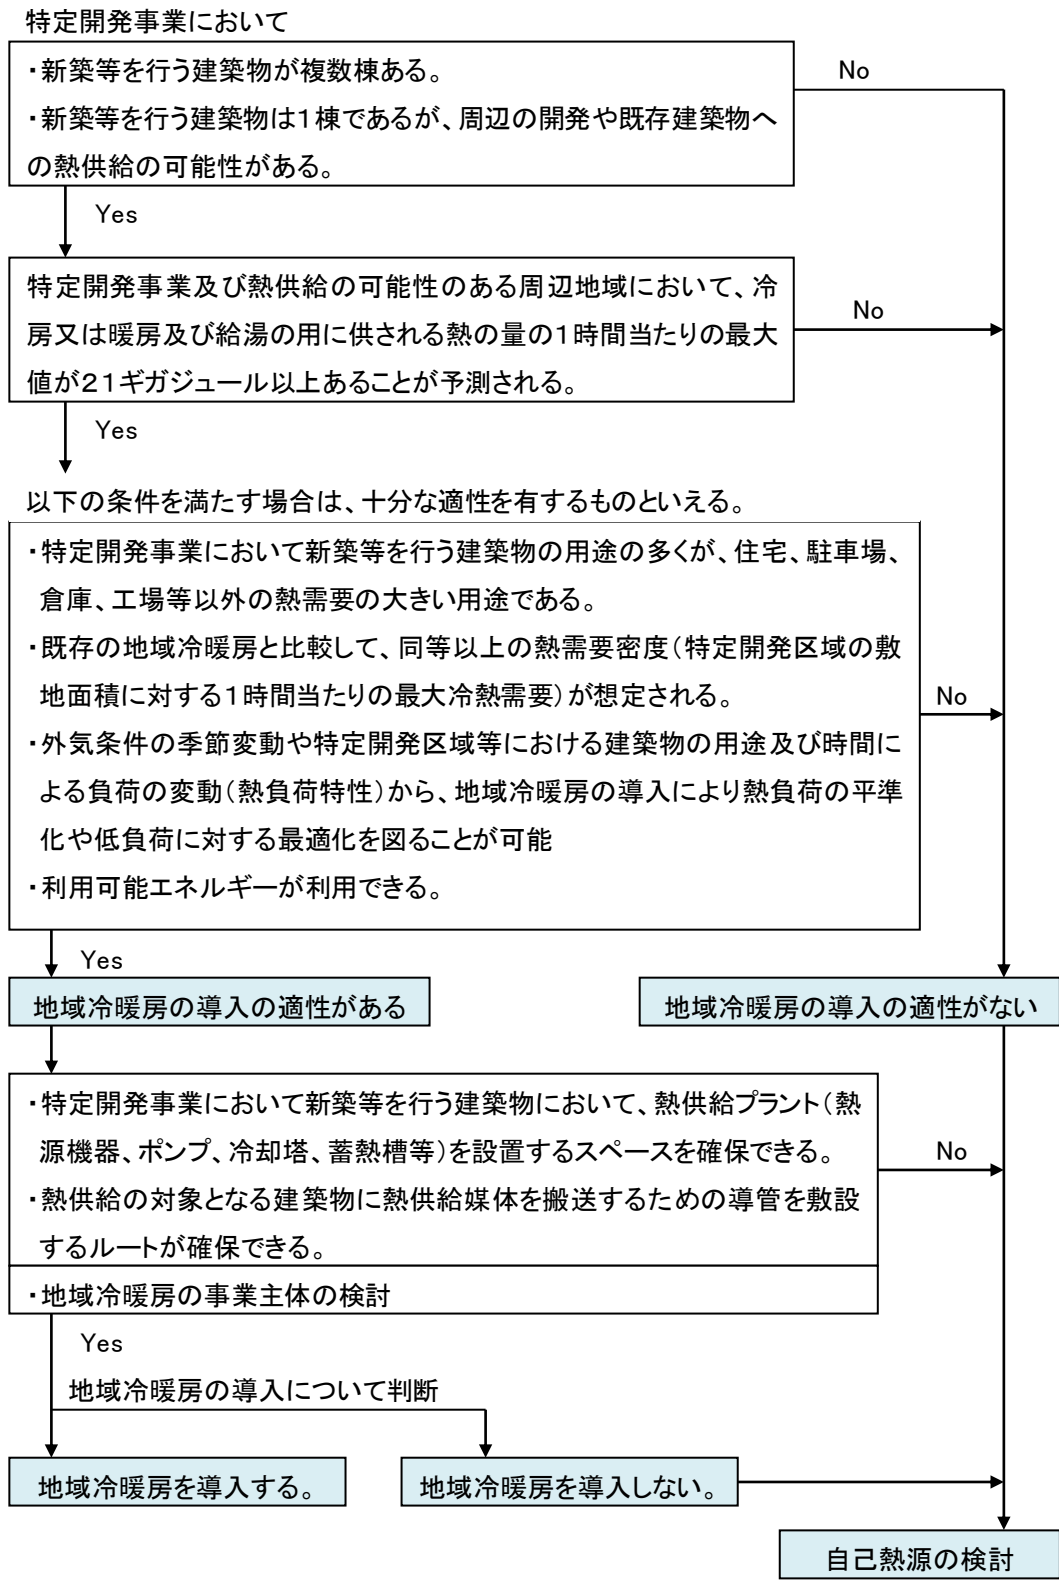 特定開発事業において
・新築等を行う建築物が複数棟ある。
No
・新築等を行う建築物は1棟であるが、周辺の開発や既存建築物へ
の熱供給の可能性がある。
Yes
特定開発事業及び熱供給の可能性のある周辺地域において、冷
房又は暖房及び給湯の用に供される熱の量の1時間当たりの最大
値が21ギガジュール以上あることが予測される。
No
Yes
以下の条件を満たす場合は、十分な適性を有するものといえる。
・特定開発事業において新築等を行う建築物の用途の多くが、住宅、駐車場、
倉庫、工場等以外の熱需要の大きい用途である。
・既存の地域冷暖房と比較して、同等以上の熱需要密度(特定開発区域の敷
地面積に対する1時間当たりの最大冷熱需要)が想定される。
No
・外気条件の季節変動や特定開発区域等における建築物の用途及び時間に
よる負荷の変動(熱負荷特性)から、地域冷暖房の導入により熱負荷の平準
化や低負荷に対する最適化を図ることが可能
・利用可能エネルギーが利用できる。
Yes
地域冷暖房の導入の適性がある
地域冷暖房の導入の適性がない
・特定開発事業において新築等を行う建築物において、熱供給プラント(熱
源機器、ポンプ、冷却塔、蓄熱槽等)を設置するスペースを確保できる。
No
・熱供給の対象となる建築物に熱供給媒体を搬送するための導管を敷設
するルートが確保できる。
・地域冷暖房の事業主体の検討
Yes
地域冷暖房の導入について判断
地域冷暖房を導入する。
地域冷暖房を導入しない。
自己熱源の検討